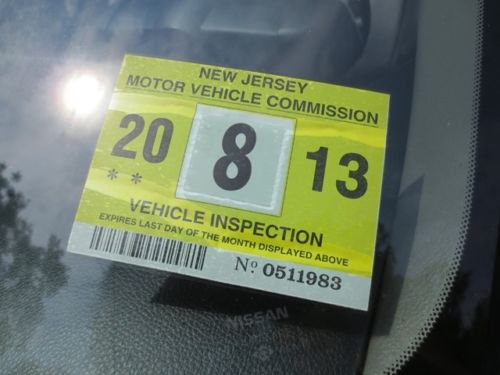 NEW JERSEY
MOTOR VEHICLE COMMISSION
20 8 13
**
VEHICLE INSPECTION
EXPIRES LAST DAY OF THE MONTH DISPLAYED ABOVE
Nº 0511983
NISSAN